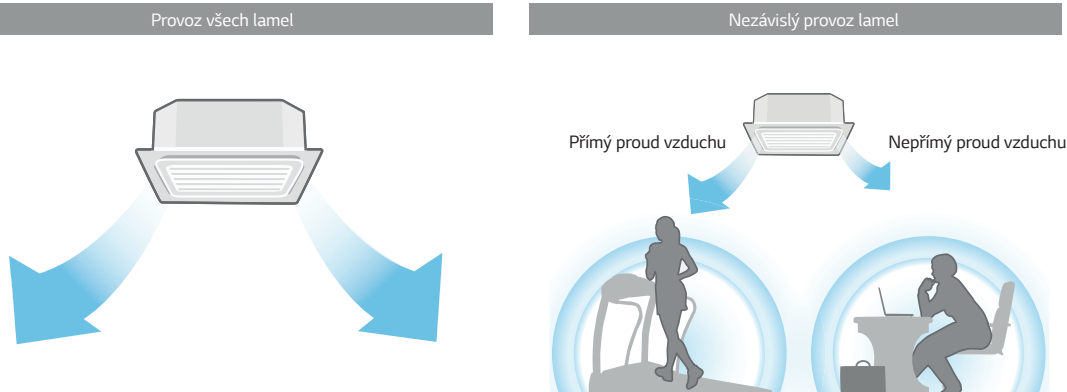 Provoz všech lamel
Nezávislý provoz lamel
Přímý proud vzduchu
Nepřímý proud vzduchu